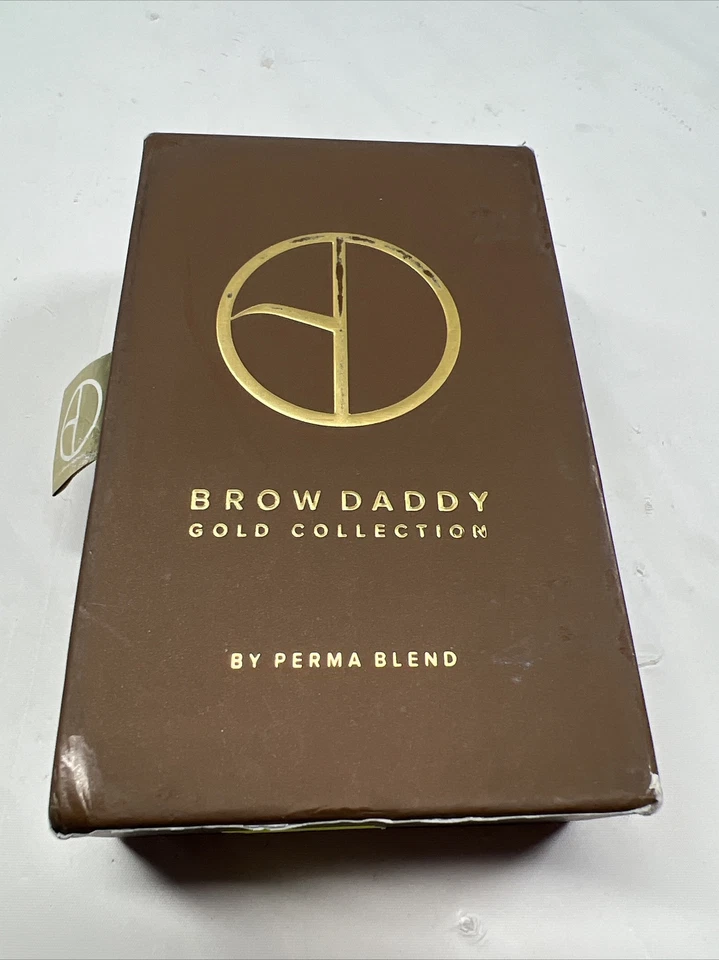 BROW DADDY
GOLD COLLECTION
BY PERMA BLEND